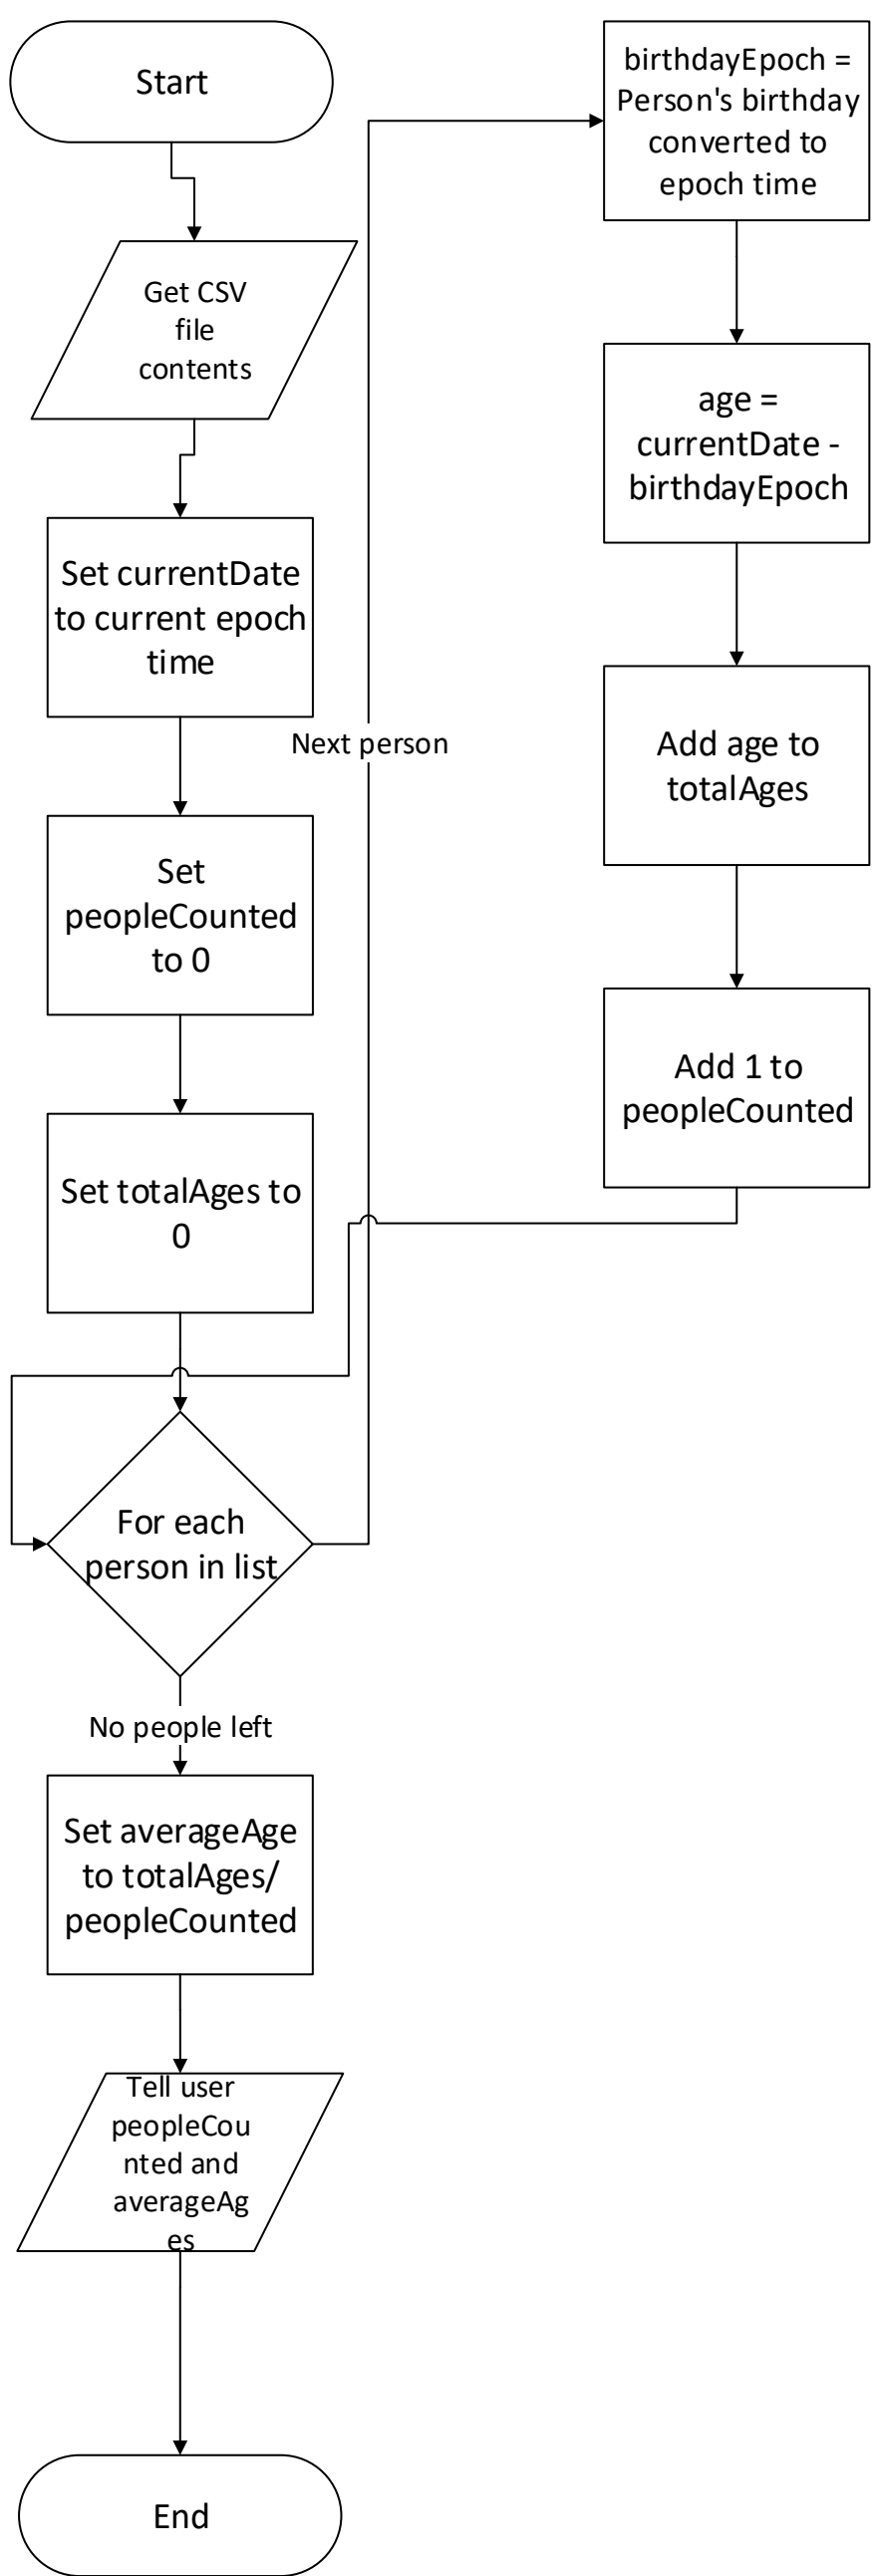 Start
Get CSV
file
contents
Set currentDate
to current epoch
time
Set
peopleCounted
to 0
Set totalAges to
0
For each
person in list
No people left
Set averageAge
to totalAges/
peopleCounted
Tell user
peopleCou
nted and
averageAg
es
End
Next person
birthdayEpoch =
Person's birthday
converted to
epoch time
age =
currentDate -
birthdayEpoch
Add age to
totalAges
Add 1 to
peopleCounted